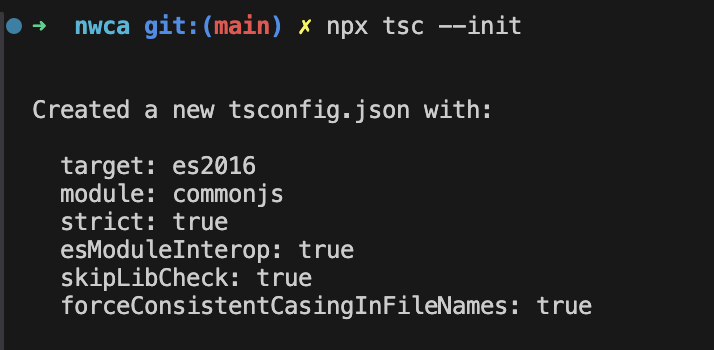 ➜ nwca git:(main) ✗ npx tsc --init
Created a new tsconfig.json with:
target: es2016
module: commonjs
strict: true
esModuleInterop: true
skipLibCheck: true
forceConsistentCasingInFileNames: true